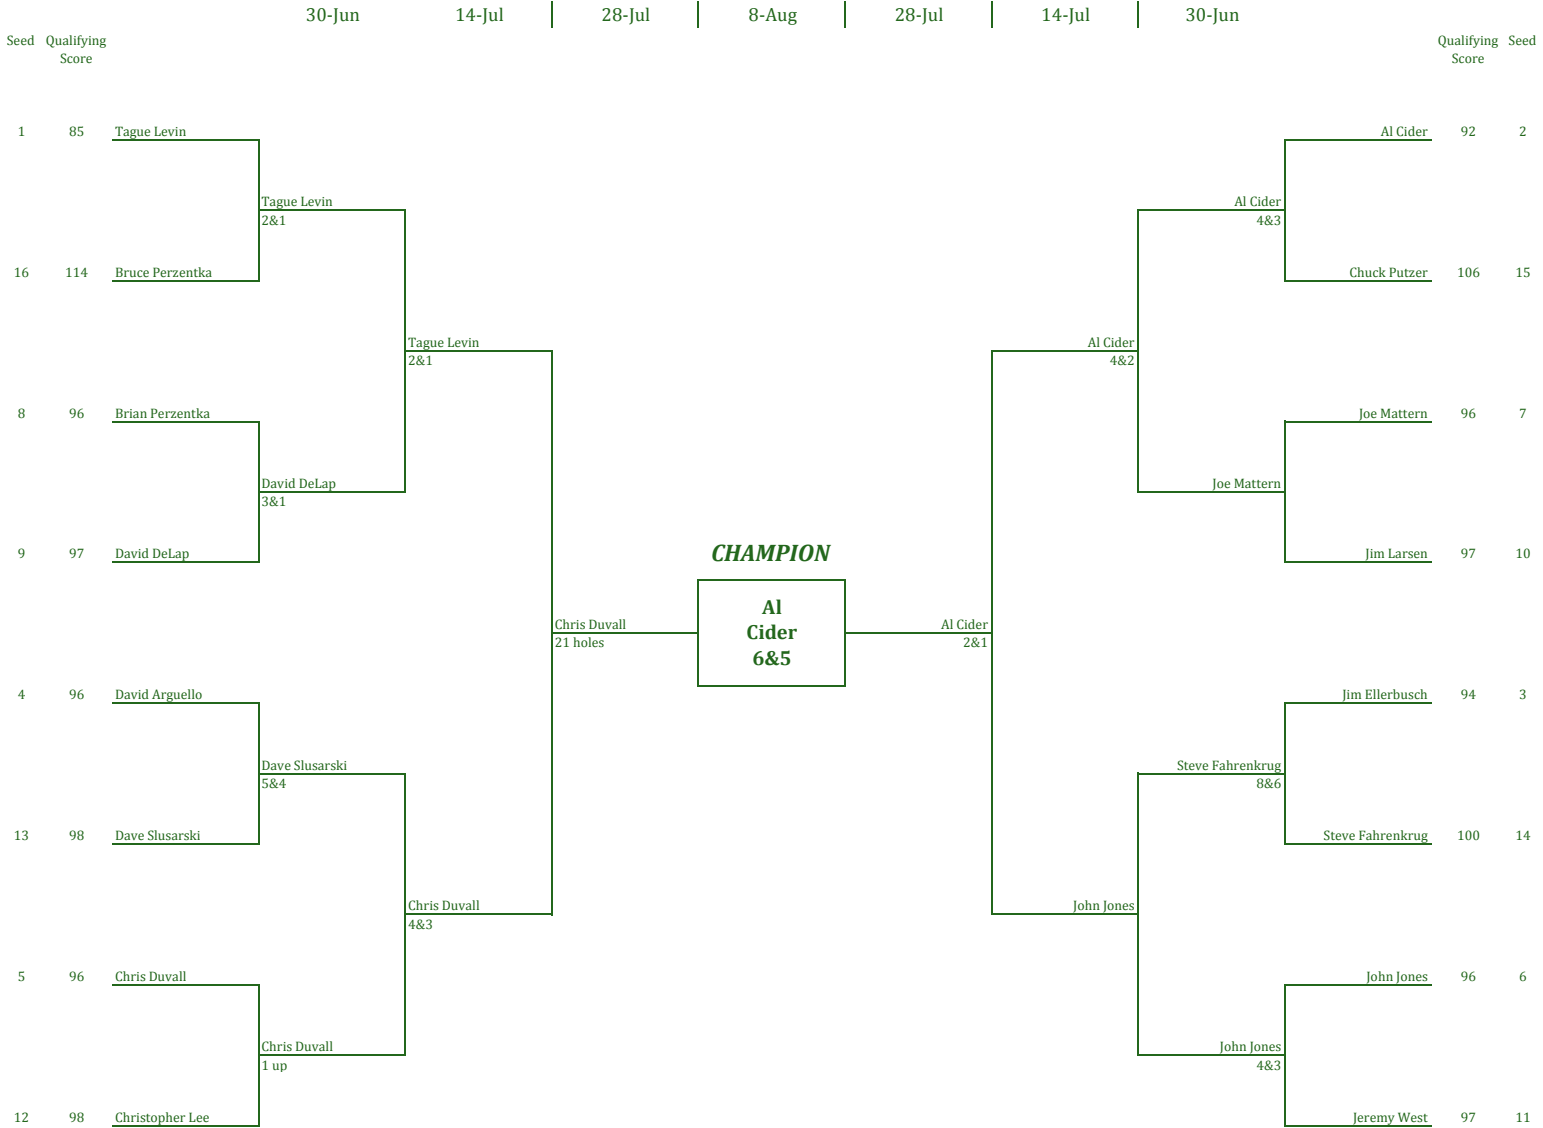 30-Jun 14-Jul 28-Jul 8-Aug 28-Jul 14-Jul 30-Jun
Seed Qualifying Qualifying Seed
Score Score
1 85 Tague Levin Al Cider 92 2
Tague Levin Al Cider
2&1 4&3
16 114 Bruce Perzentka Chuck Putzer 106 15
Tague Levin Al Cider
2&1 4&2
8 96 Brian Perzentka Joe Mattern 96 7
David DeLap Joe Mattern
3&1
9 97 David DeLap CHAMPION Jim Larsen 97 10
Al
Chris Duvall Cider Al Cider
21 holes 6&5 2&1
4 96 David Arguello Jim Ellerbusch 94 3
Dave Slusarski Steve Fahrenkrug
5&4 8&6
13 98 Dave Slusarski Steve Fahrenkrug 100 14
Chris Duvall John Jones
4&3
5 96 Chris Duvall John Jones 96 6
Chris Duvall John Jones
1 up 4&3
12 98 Christopher Lee Jeremy West 97 11